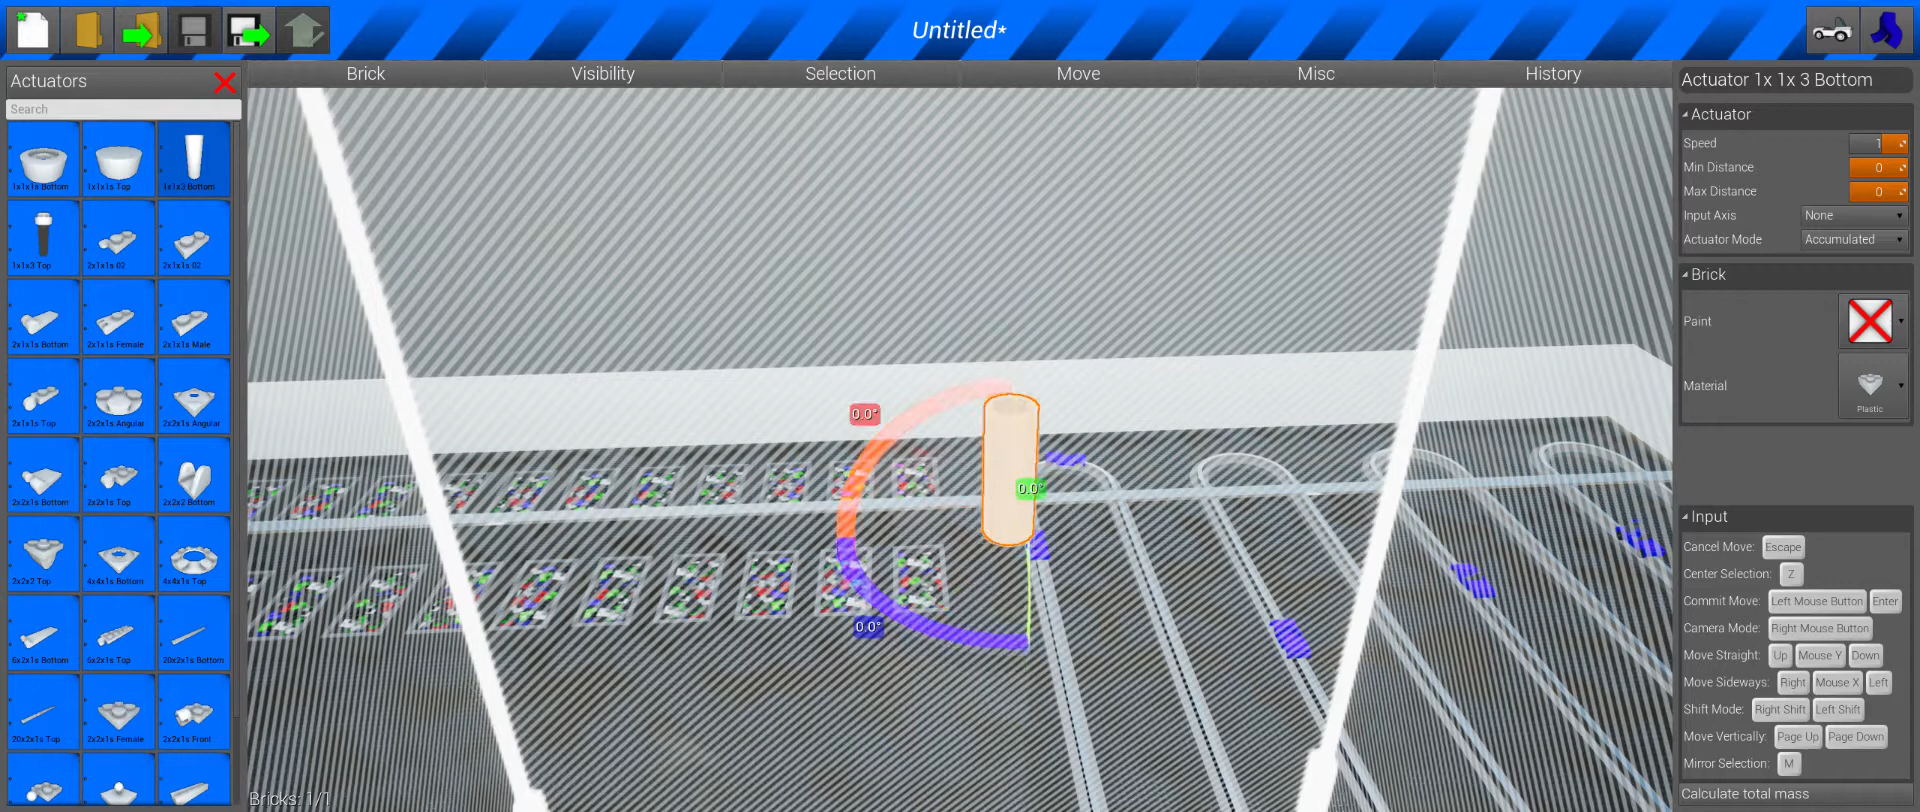 Untitled*
Actuators
Search
1x1x1s Bottom
1x1x1s Top
1x1x3 Bottom
1x1x3 Top
2x1x1s 02
2x1x1s 02
2x1x1s Bottom
2x1x1s Female
2x1x1s Male
2x1x1s Top
2x2x1s Angular
2x2x1s Angular
2x2x1s Bottom
2x2x1s Top
2x2x2 Bottom
2x2x2 Top
4x4x1s Bottom
4x4x1s Top
6x2x1s Bottom
6x2x1s Top
20x2x1s Bottom
20x2x1s Top
2x2x1s Female
2x2x1s Front
Brick
Visibility
Selection
Move
Misc
History
0.0°
0.0°
0.0°
Bricks: 1/1
Actuator 1x 1x 3 Bottom
Actuator
Speed 1
Min Distance 0
Max Distance 0
Input Axis None
Actuator Mode Accumulated
Brick
Paint
Material
Plastic
Input
Cancel Move: Escape
Center Selection: Z
Commit Move: Left Mouse Button Enter
Camera Mode: Right Mouse Button
Move Straight: Up Mouse Y Down
Move Sideways: Right Mouse X Left
Shift Mode: Right Shift Left Shift
Move Vertically: Page Up Page Down
Mirror Selection: M
Calculate total mass